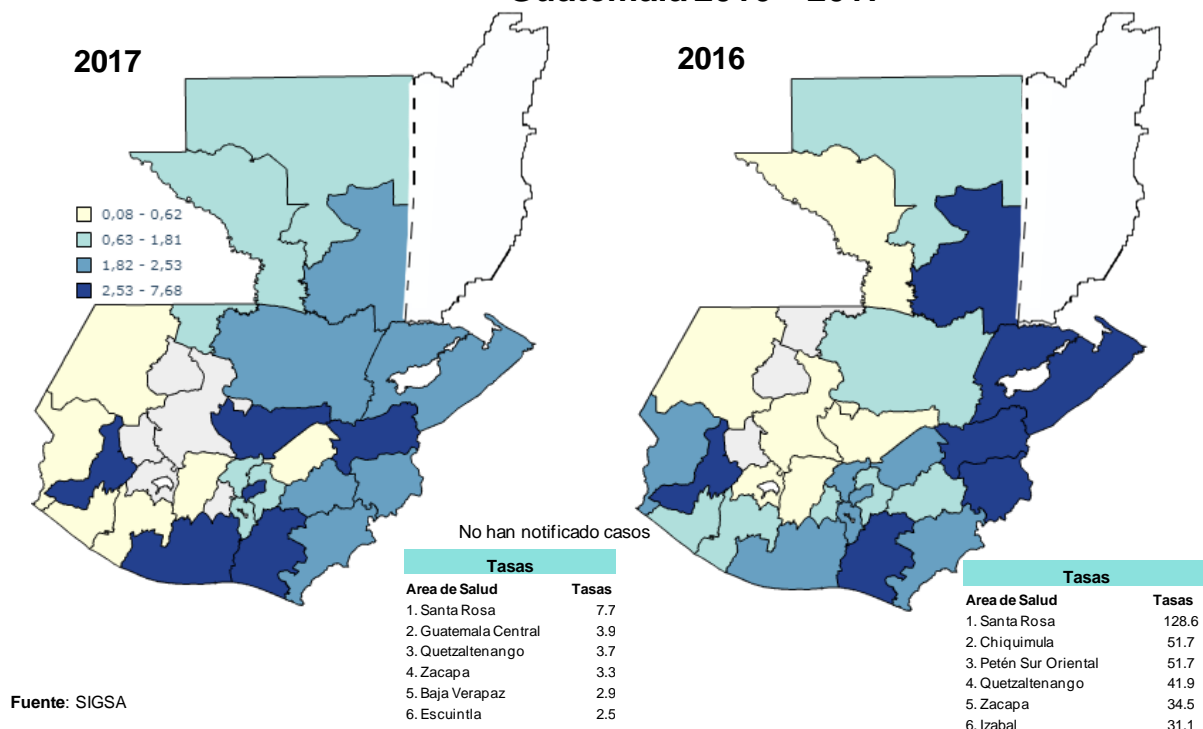 2017
2016
0,08 - 0,62
0,63 - 1,81
1,82 - 2,53
2,53 - 7,68
No han notificado casos
Tasas
Area de Salud Tasas
1. Santa Rosa 7.7
2. Guatemala Central 3.9
3. Quetzaltenango 3.7
4. Zacapa 3.3
5. Baja Verapaz 2.9
6. Escuintla 2.5
Tasas
Area de Salud Tasas
1. Santa Rosa 128.6
2. Chiquimula 51.7
3. Petén Sur Oriental 51.7
4. Quetzaltenango 41.9
5. Zacapa 34.5
6. Izabal 31.1
Fuente: SIGSA